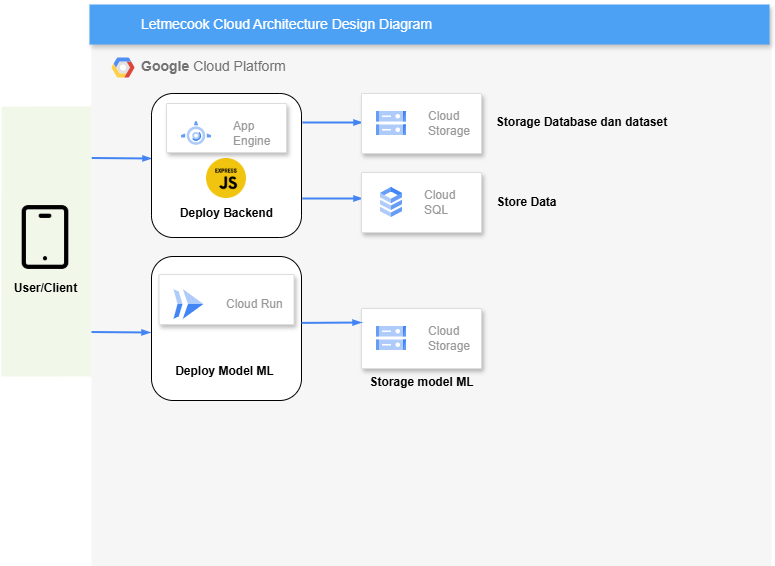 Letmecook Cloud Architecture Design Diagram
Google Cloud Platform
App
Engine
EXPRESS
JS
Deploy Backend
Cloud
Storage
Storage Database dan dataset
Cloud
SQL
Store Data
User/Client
Cloud Run
Deploy Model ML
Cloud
Storage
Storage model ML